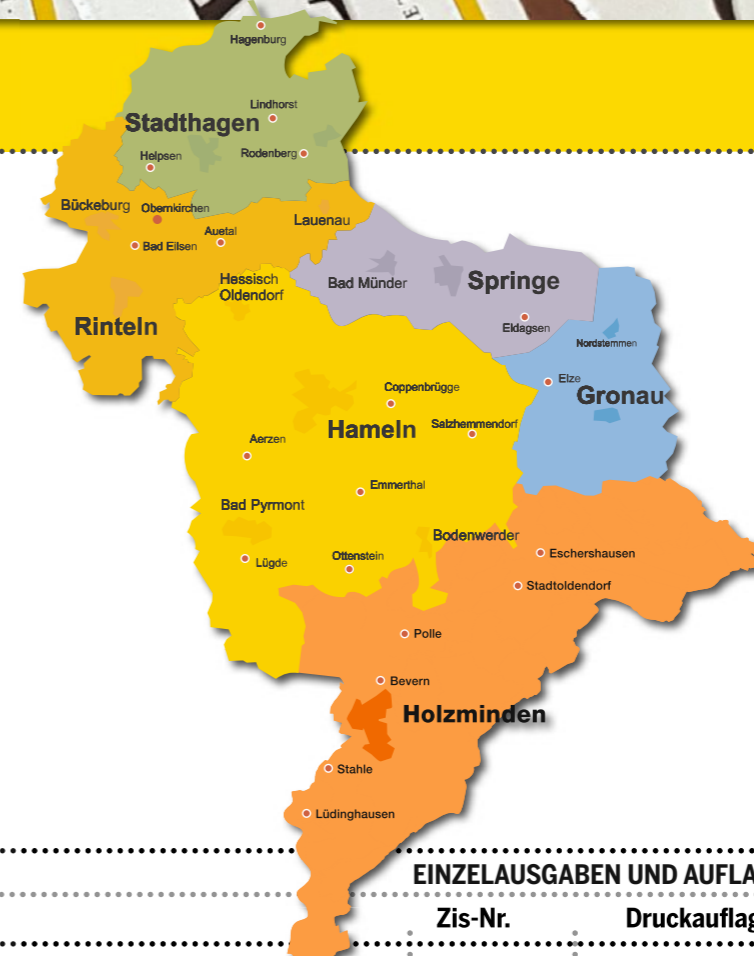 Hagenburg
Lindhorst
Stadthagen
Helpsen
Rodenberg
Bückeburg
Obernkirchen
Lauenau
Auetal
Bad Eilsen
Hessisch
Oldendorf
Bad Münder
Springe
Rinteln
Eldagsen
Nordstemmen
Elze
Gronau
Coppenbrügge
Hameln
Salzhemmendorf
Aerzen
Emmerthal
Bad Pyrmont
Bodenwerder
Ottenstein
Lügde
Eschershausen
Stadtoldendorf
Polle
Bevern
Holzminden
Stahle
Lüdinghausen
EINZELAUSGABEN UND AUFLA
Zis-Nr. Druckauflag